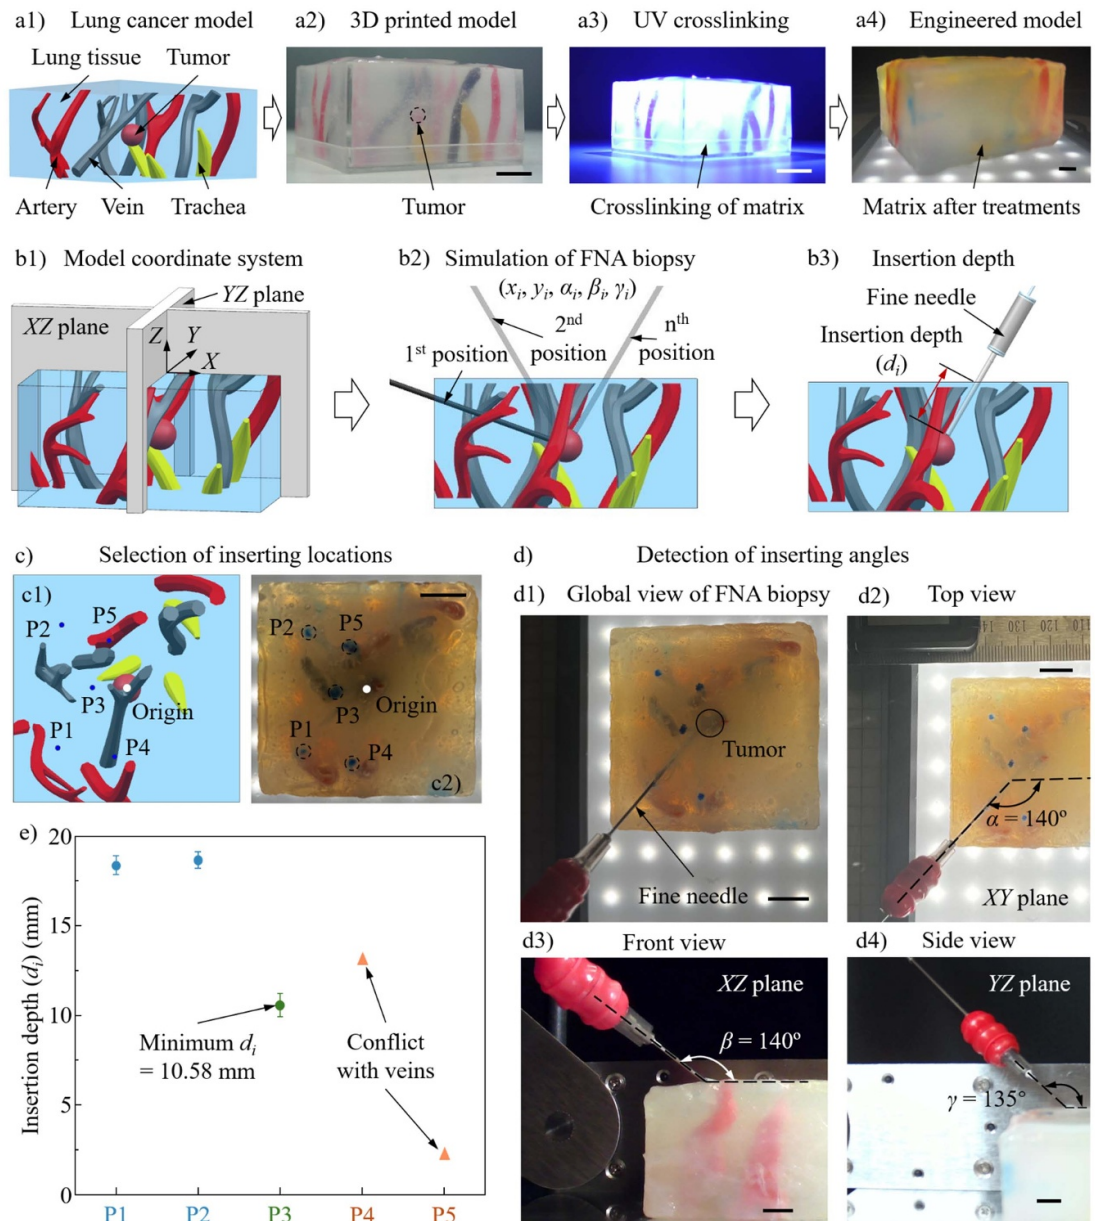 a1) Lung cancer model
a2) 3D printed model
a3) UV crosslinking
a4) Engineered model
Lung tissue
Tumor
Artery
Vein
Trachea
Tumor
Crosslinking of matrix
Matrix after treatments
b1) Model coordinate system
YZ plane
XZ plane
Z
Y
X
b2) Simulation of FNA biopsy
(xᵢ, yᵢ, αᵢ, βᵢ, γᵢ)
1st position
2nd
position
nth
position
b3) Insertion depth
Fine needle
Insertion depth
(dᵢ)
c) Selection of inserting locations
c1)
P5
P2
P3
Origin
P1
P4
P5
P2
Origin
P3
P1
P4
c2)
d) Detection of inserting angles
d1) Global view of FNA biopsy
Tumor
Fine needle
d2) Top view
140 130 120 110
α = 140º
XY plane
d3) Front view
XZ plane
β = 140º
d4) Side view
YZ plane
γ = 135º
e)
Insertion depth (dᵢ) (mm)
20
15
10
5
0
Minimum dᵢ
= 10.58 mm
Conflict
with veins
P1 P2 P3 P4 P5